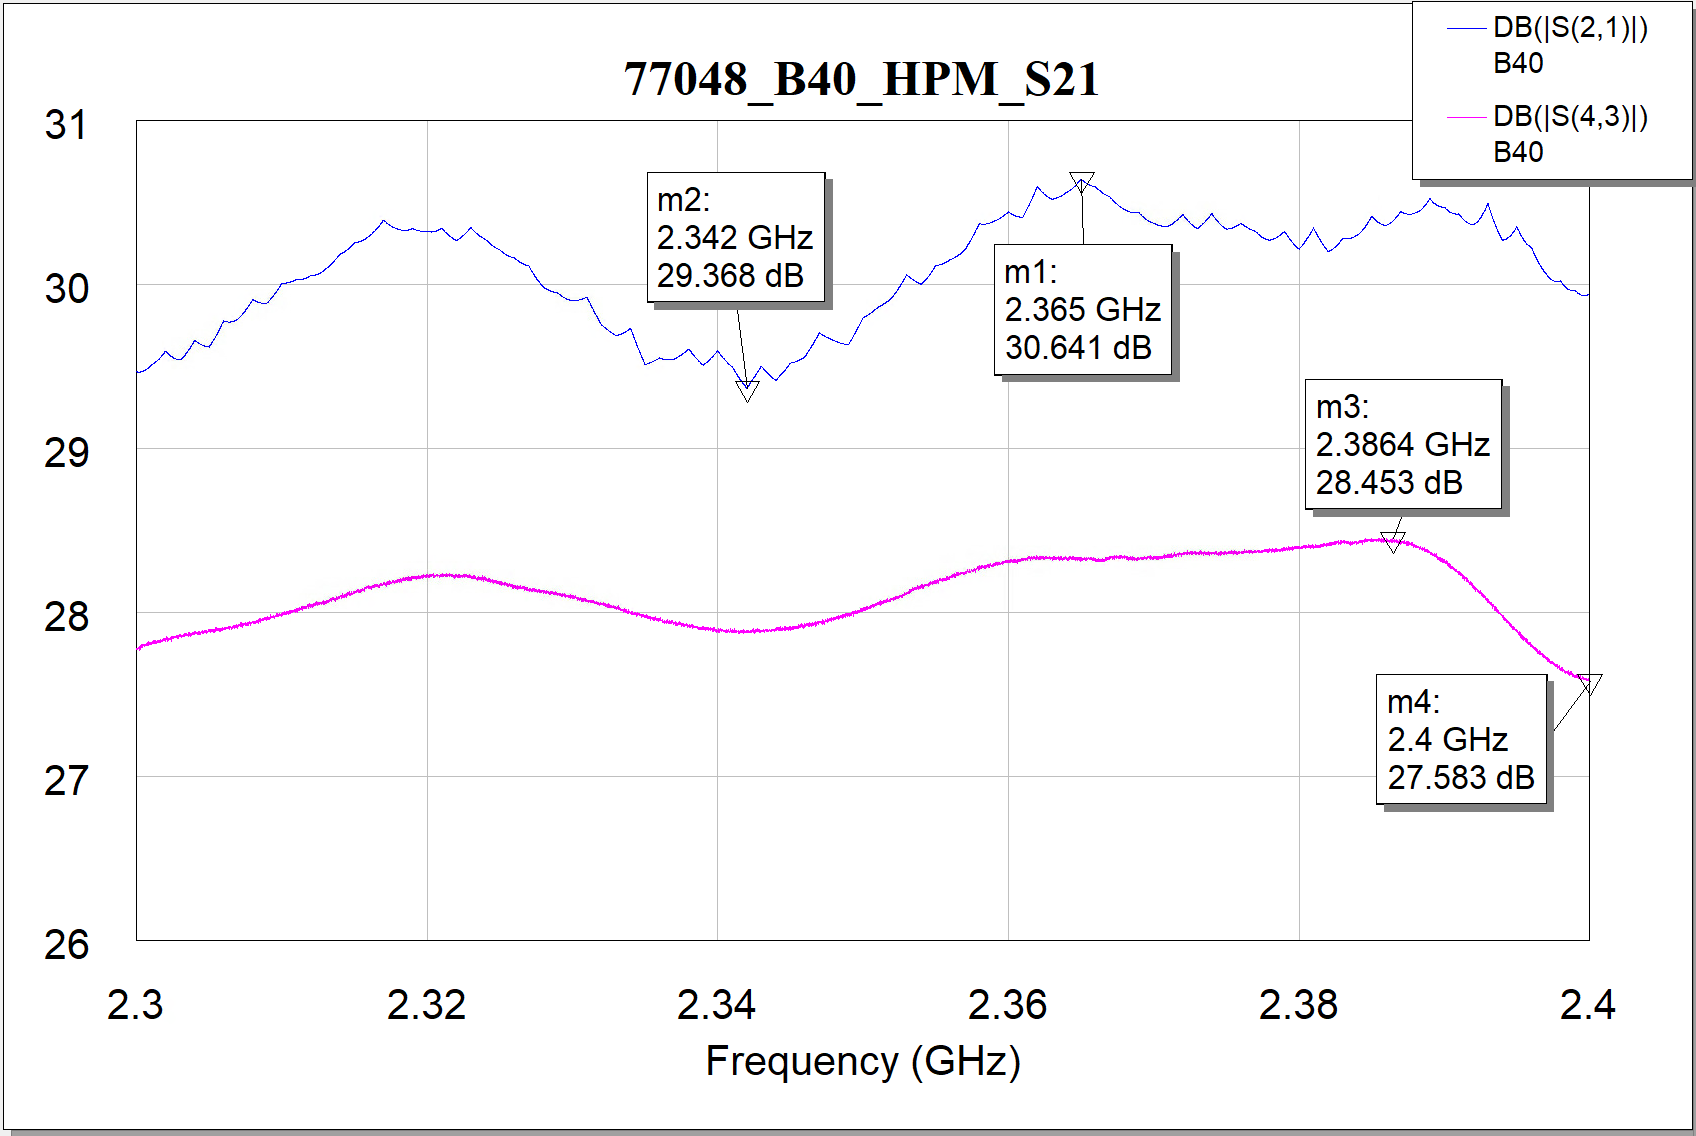 DB(|S(2,1)|)
B40
DB(|S(4,3)|)
B40
77048_B40_HPM_S21
31
30
29
28
27
26
m2:
2.342 GHz
29.368 dB
m1:
2.365 GHz
30.641 dB
m3:
2.3864 GHz
28.453 dB
m4:
2.4 GHz
27.583 dB
2.3
2.32
2.34
2.36
2.38
2.4
Frequency (GHz)